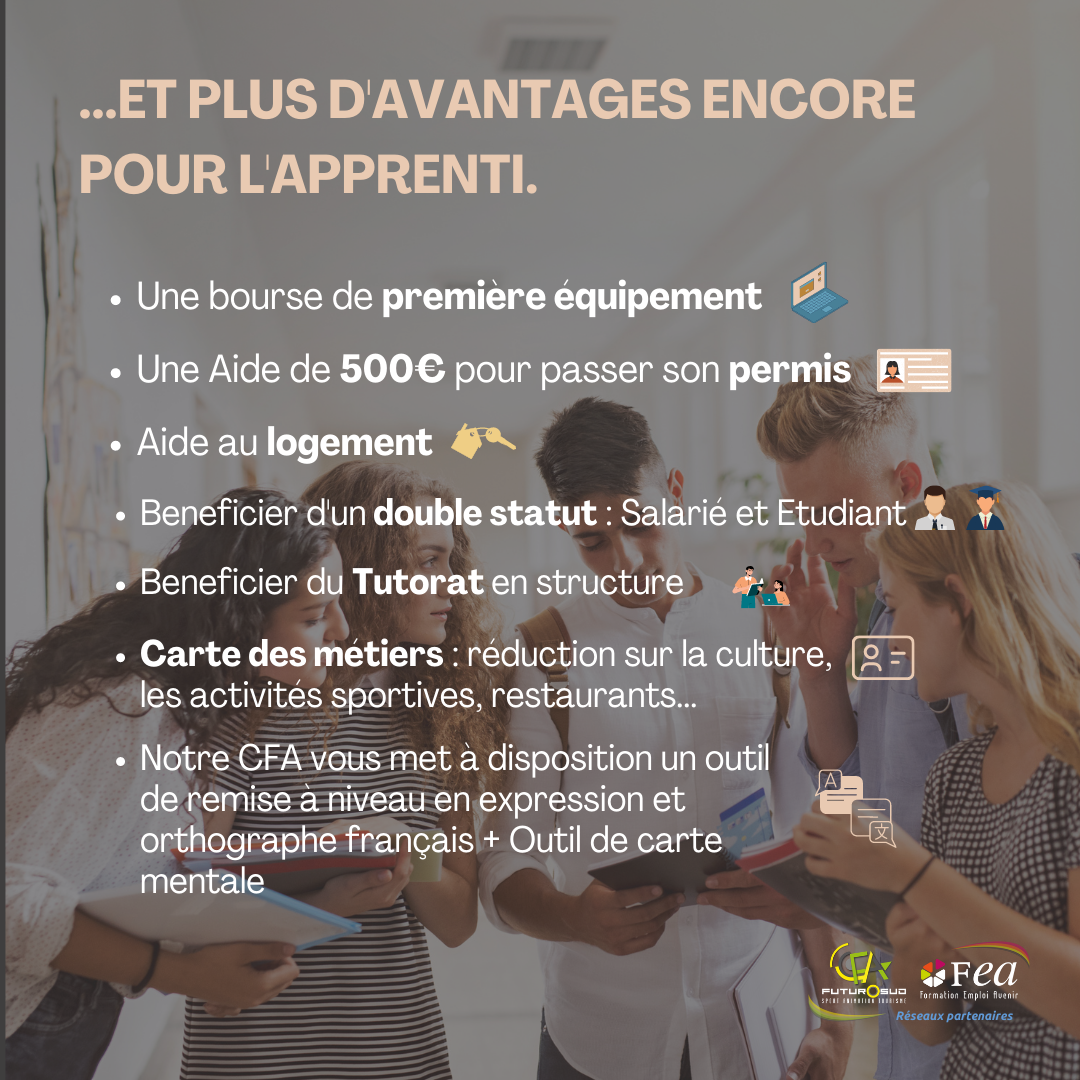 ...ET PLUS D'AVANTAGES ENCORE
POUR L'APPRENTI.
• Une bourse de première équipement
• Une Aide de 500€ pour passer son permis
• Aide au logement
• Beneficier d'un double statut : Salarié et Etudiant
• Beneficier du Tutorat en structure
• Carte des métiers : réduction sur la culture,
les activités sportives, restaurants...
• Notre CFA vous met à disposition un outil
de remise à niveau en expression et
orthographe français + Outil de carte
mentale
A
文
CFA
FUTUROSUD
SPORT ANIMATION TOURISME
Fea
Formation Emploi Avenir
Réseaux partenaires